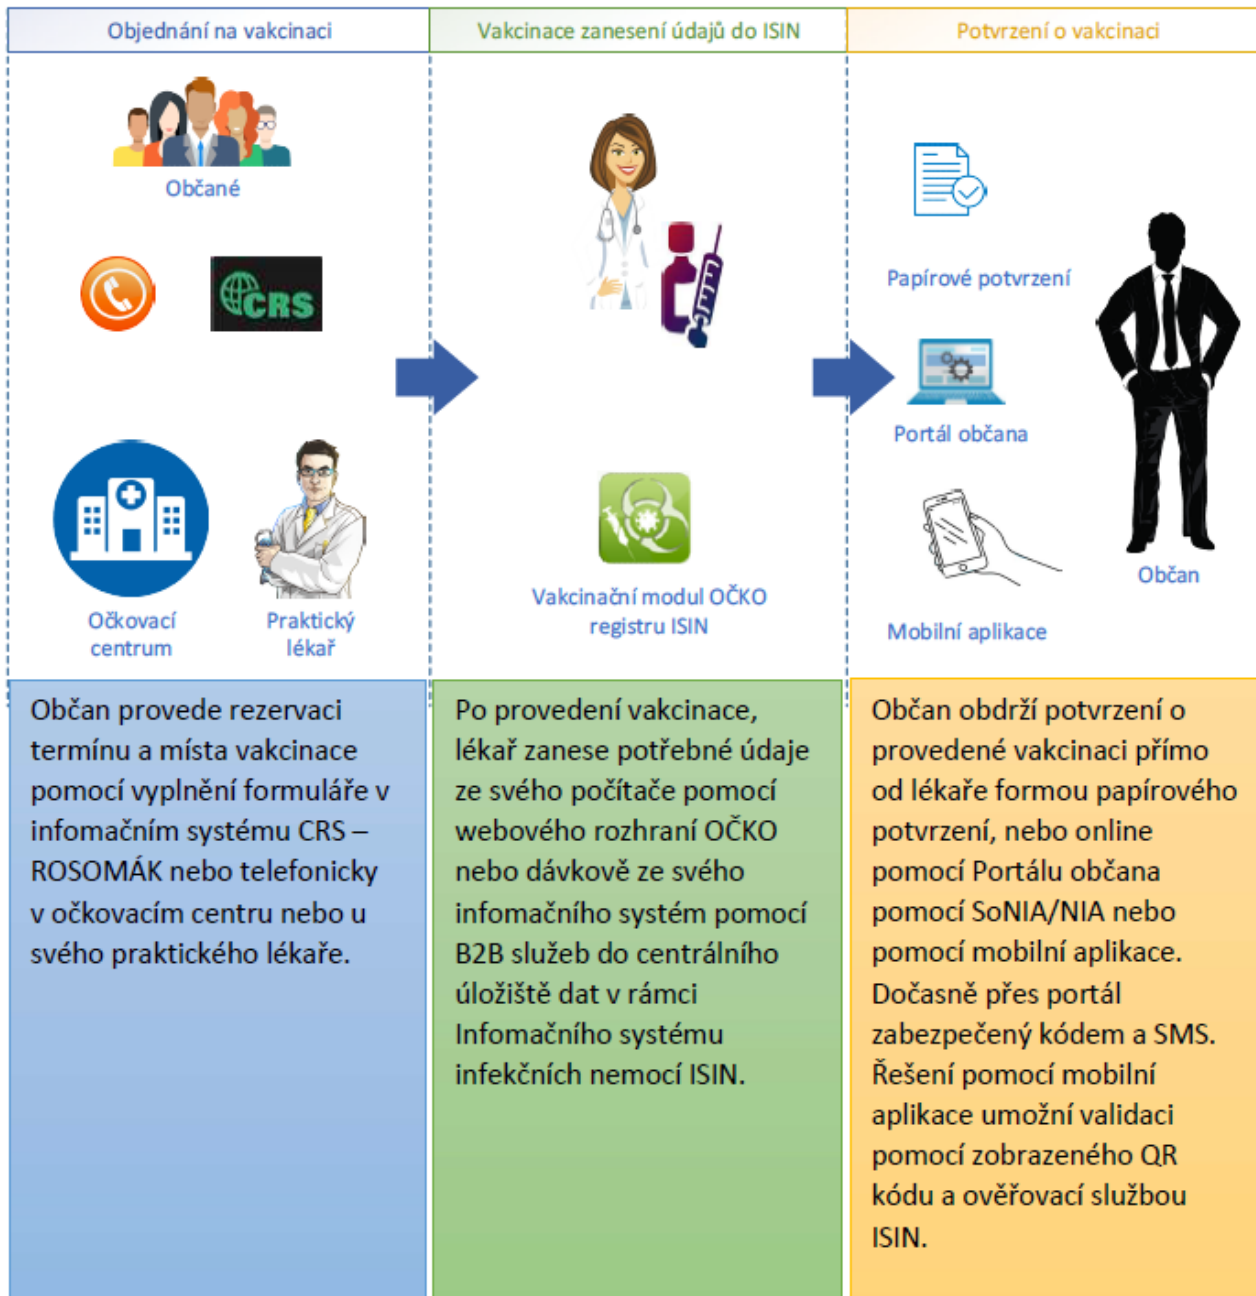 Objednání na vakcinaci
Vakcinace zanesení údajů do ISIN
Potvrzení o vakcinaci
Občané
CRS
Očkovací
centrum
Praktický
lékař
Vakcinační modul OČKO
registru ISIN
Papírové potvrzení
Portál občana
Mobilní aplikace
Občan
Občan provede rezervaci
termínu a místa vakcinace
pomocí vyplnění formuláře v
infomačním systému CRS –
ROSOMÁK nebo telefonicky
v očkovacím centru nebo u
svého praktického lékaře.
Po provedení vakcinace,
lékař zanese potřebné údaje
ze svého počítače pomocí
webového rozhraní OČKO
nebo dávkově ze svého
infomačního systém pomocí
B2B služeb do centrálního
úložiště dat v rámci
Infomačního systému
infekčních nemocí ISIN.
Občan obdrží potvrzení o
provedené vakcinaci přímo
od lékaře formou papírového
potvrzení, nebo online
pomocí Portálu občana
pomocí SoNIA/NIA nebo
pomocí mobilní aplikace.
Dočasně přes portál
zabezpečený kódem a SMS.
Řešení pomocí mobilní
aplikace umožní validaci
pomocí zobrazeného QR
kódu a ověřovací službou
ISIN.